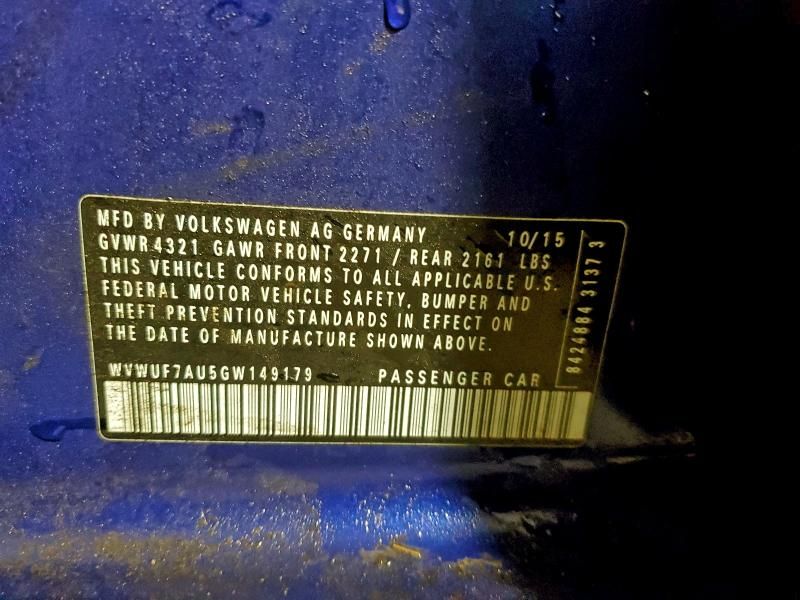 MFD BY VOLKSWAGEN AG GERMANY 10/15
GVWR 4321 GAWR FRONT 2271 / REAR 2161 LBS
THIS VEHICLE CONFORMS TO ALL APPLICABLE U.S.
FEDERAL MOTOR VEHICLE SAFETY, BUMPER AND
THEFT PREVENTION STANDARDS IN EFFECT ON
THE DATE OF MANUFACTURE SHOWN ABOVE.
WVWUF7AU5GW149179 PASSENGER CAR
8424884 3137 3